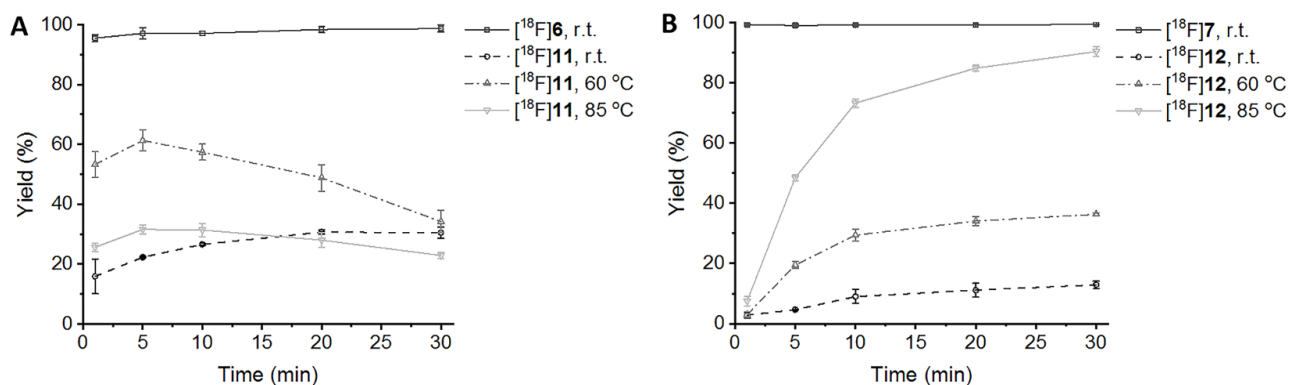 A
[¹⁸F]6, r.t.
[¹⁸F]11, r.t.
[¹⁸F]11, 60 °C
[¹⁸F]11, 85 °C
Yield (%)
100
80
60
40
20
0
0 5 10 15 20 25 30
Time (min)
B
[¹⁸F]7, r.t.
[¹⁸F]12, r.t.
[¹⁸F]12, 60 °C
[¹⁸F]12, 85 °C
Yield (%)
100
80
60
40
20
0
0 5 10 15 20 25 30
Time (min)